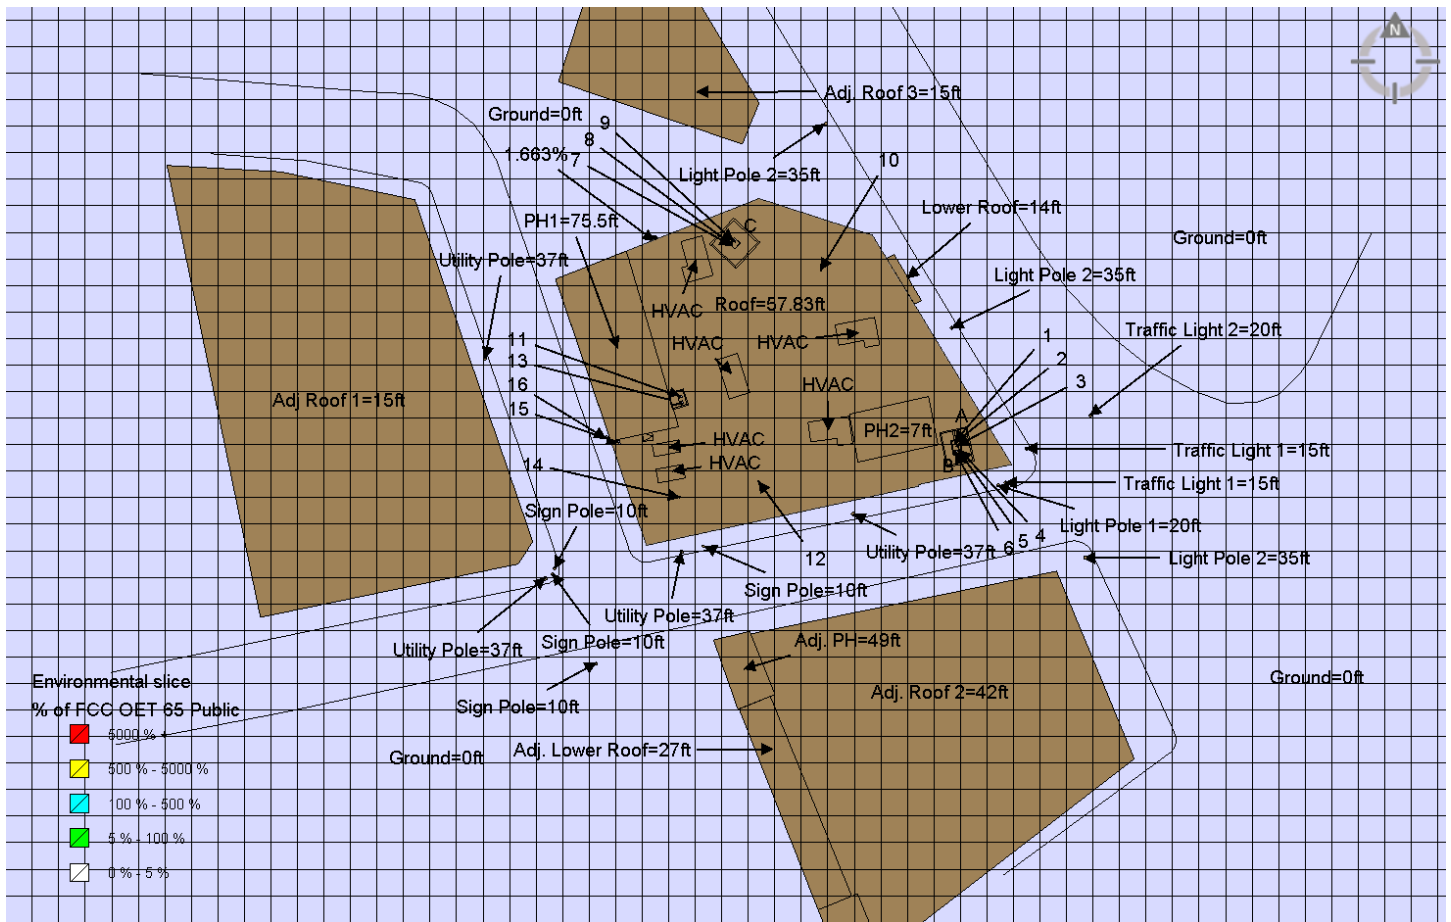 N
Adj. Roof 3=15ft
Ground=0ft
9
8
1.663%
7
10
Light Pole 2=35ft
Lower Roof=14ft
PH1=75.5ft
C
Ground=0ft
Utility Pole=37ft
Light Pole 2=35ft
HVAC
Roof=57.83ft
Traffic Light 2=20ft
1
11
HVAC
HVAC
2
13
3
16
HVAC
Adj Roof 1=15ft
15
A
PH2=7ft
HVAC
Traffic Light 1=15ft
14
HVAC
B
Traffic Light 1=15ft
Sign Pole=10ft
Light Pole 1=20ft
4
5
6
Utility Pole=37ft
12
Light Pole 2=35ft
Sign Pole=10ft
Utility Pole=37ft
Sign Pole=10ft
Utility Pole=37ft
Adj. PH=49ft
Ground=0ft
Environmental slice
Adj. Roof 2=42ft
% of FCC OET 65 Public
Sign Pole=10ft
5000 % +
Adj. Lower Roof=27ft
Ground=0ft
500 % - 5000 %
100 % - 500 %
5 % - 100 %
0 % - 5 %